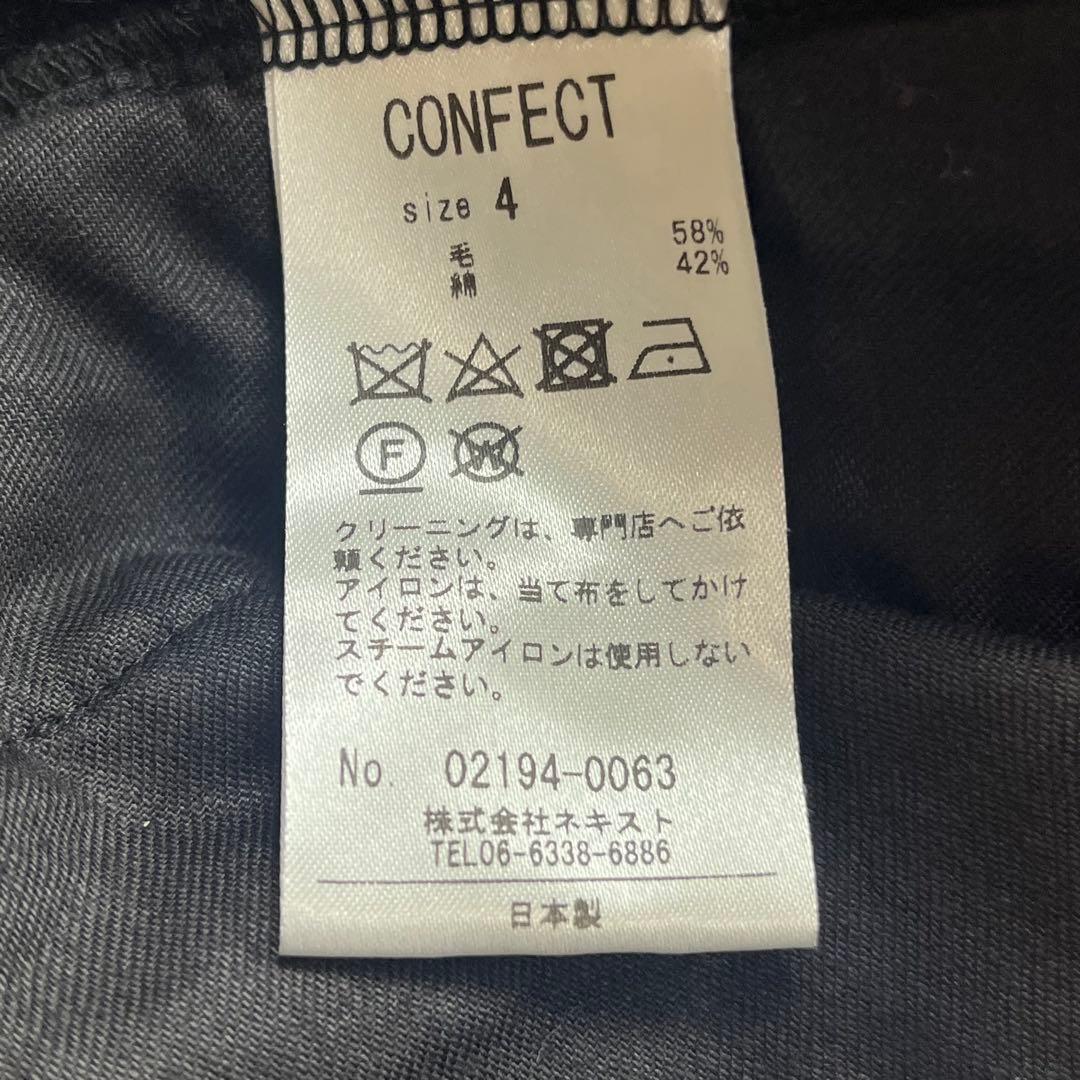 CONFECT
size 4
毛 58%
綿 42%
F
W
クリーニングは、専門店へご依
頼ください。
アイロンは、当て布をしてかけ
てください。
スチームアイロンは使用しない
でください。
No. 02194-0063
株式会社ネキスト
TEL06-6338-6886
日本製